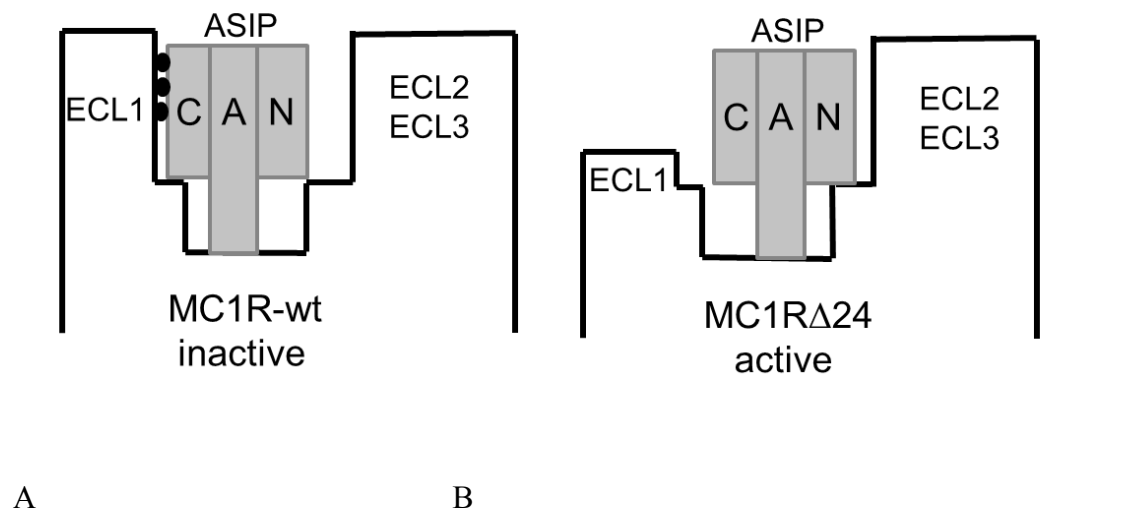 ASIP
ECL1
C A N
ECL2
ECL3
MC1R-wt
inactive
ASIP
ECL1
C A N
ECL2
ECL3
MC1RΔ24
active
A
B